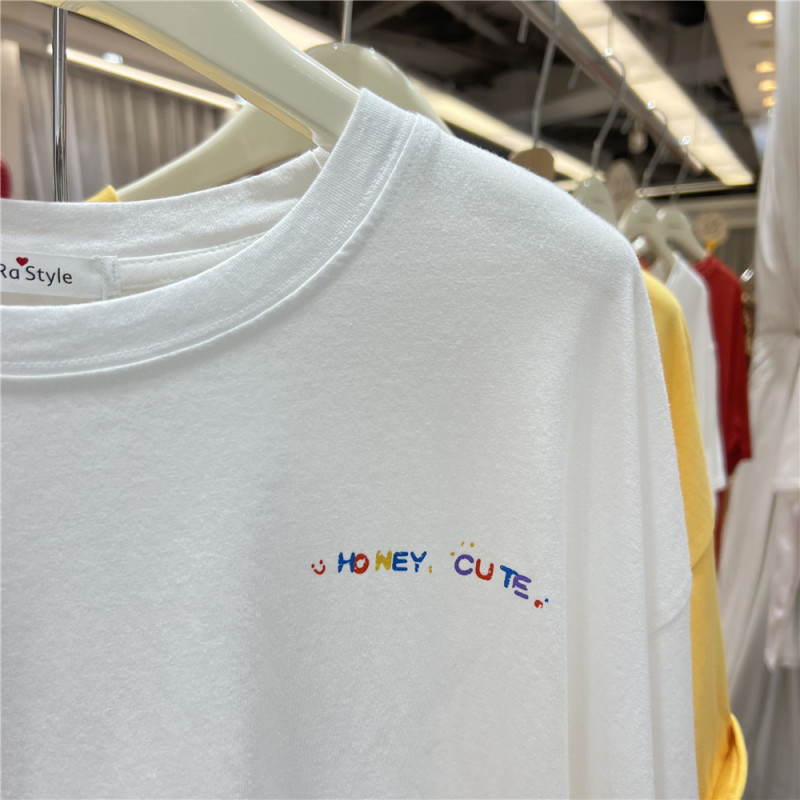 Ra Style
HONEY. CUTE.